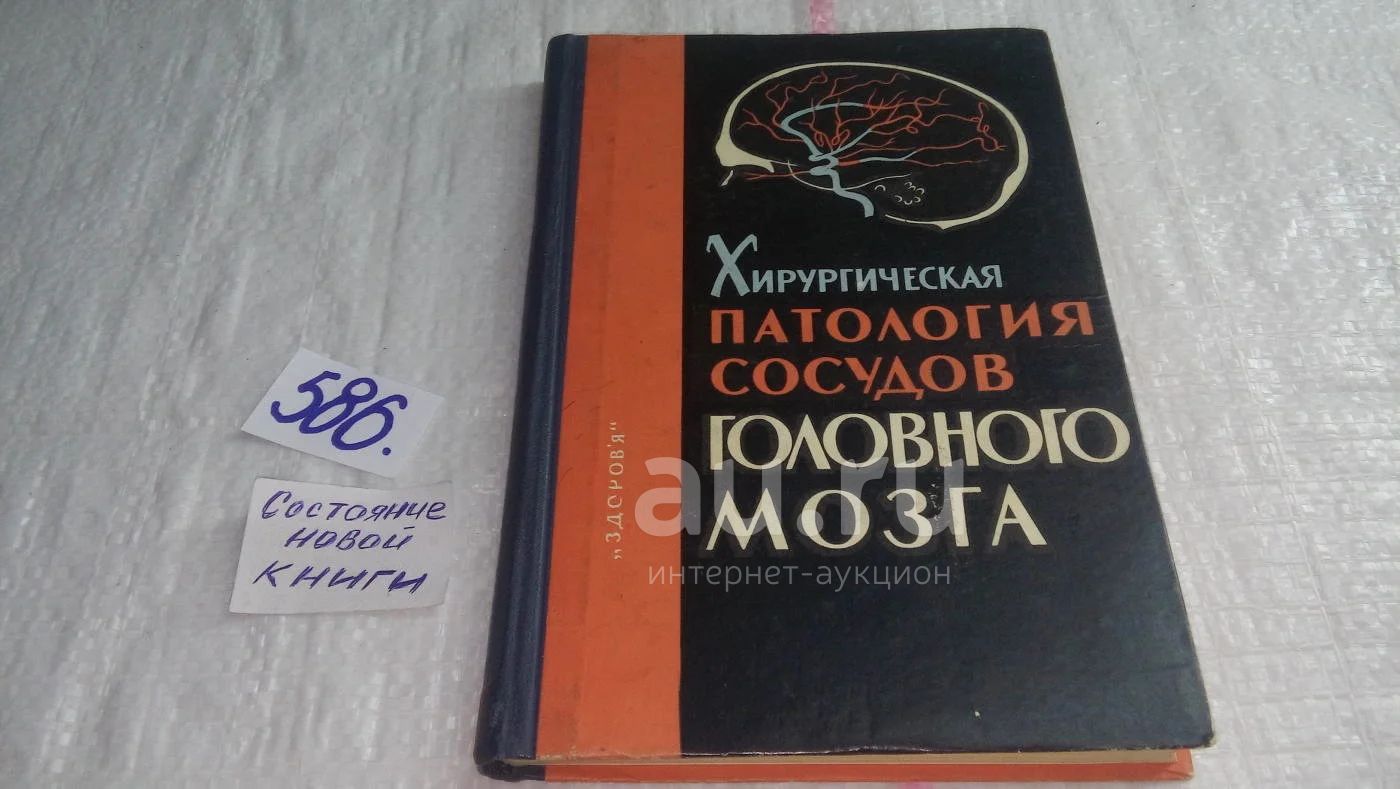 Хирургическая
ПАТОЛОГИЯ
СОСУДОВ
ГОЛОВНОГО
МОЗГА
„ЗДОРОВ'Я“
586.
Состояние
новой
книги
au.ru
интернет-аукцион